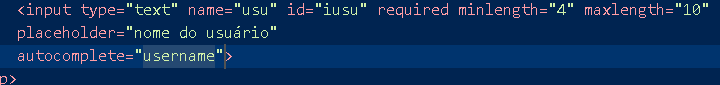 <input type="text" name="usu" id="iusu" required minlength="4" maxlength="10"
placeholder="nome do usuário"
autocomplete="username">
p>